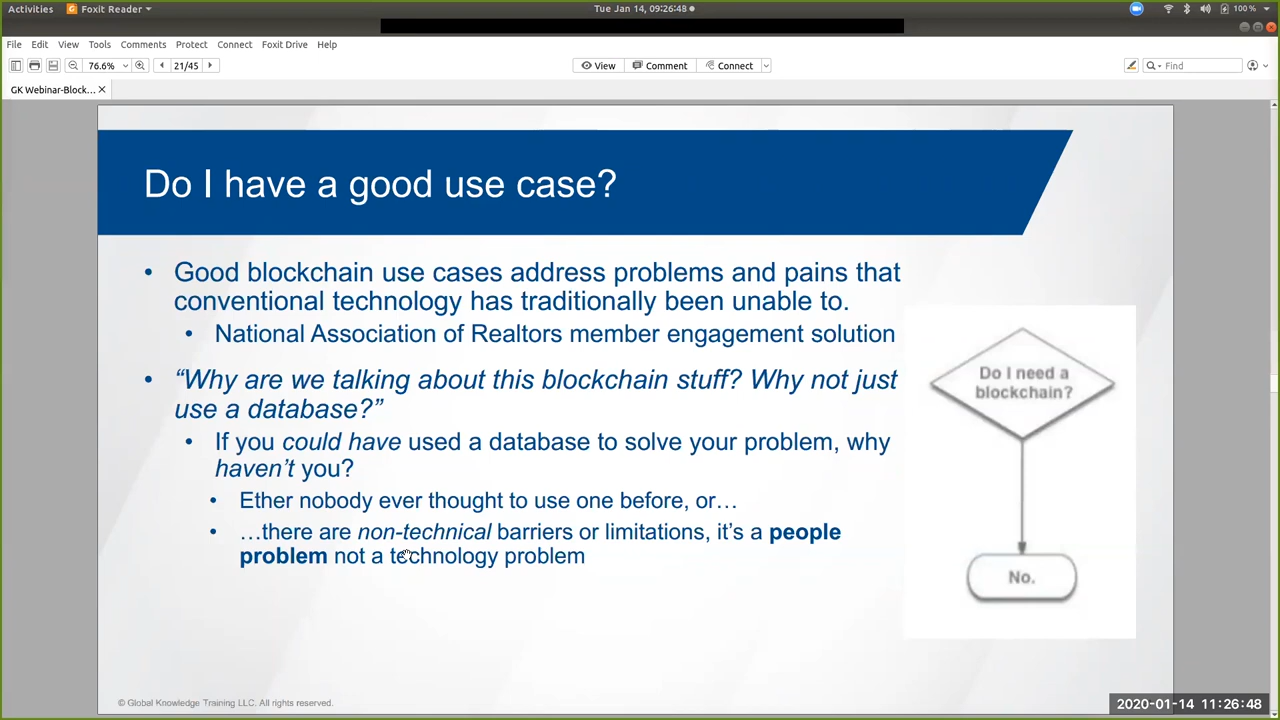 Activities Foxit Reader Tue Jan 14, 09:26:48 100 %
File Edit View Tools Comments Protect Connect Foxit Drive Help
76.6% 21/45 View Comment Connect Find
GK Webinar-Block...
Do I have a good use case?
• Good blockchain use cases address problems and pains that
conventional technology has traditionally been unable to.
• National Association of Realtors member engagement solution
• “Why are we talking about this blockchain stuff? Why not just
use a database?”
• If you could have used a database to solve your problem, why
haven’t you?
• Ether nobody ever thought to use one before, or…
• …there are non-technical barriers or limitations, it’s a people
problem not a technology problem
Do I need a
blockchain?
No.
© Global Knowledge Training LLC. All rights reserved.
2020-01-14 11:26:48